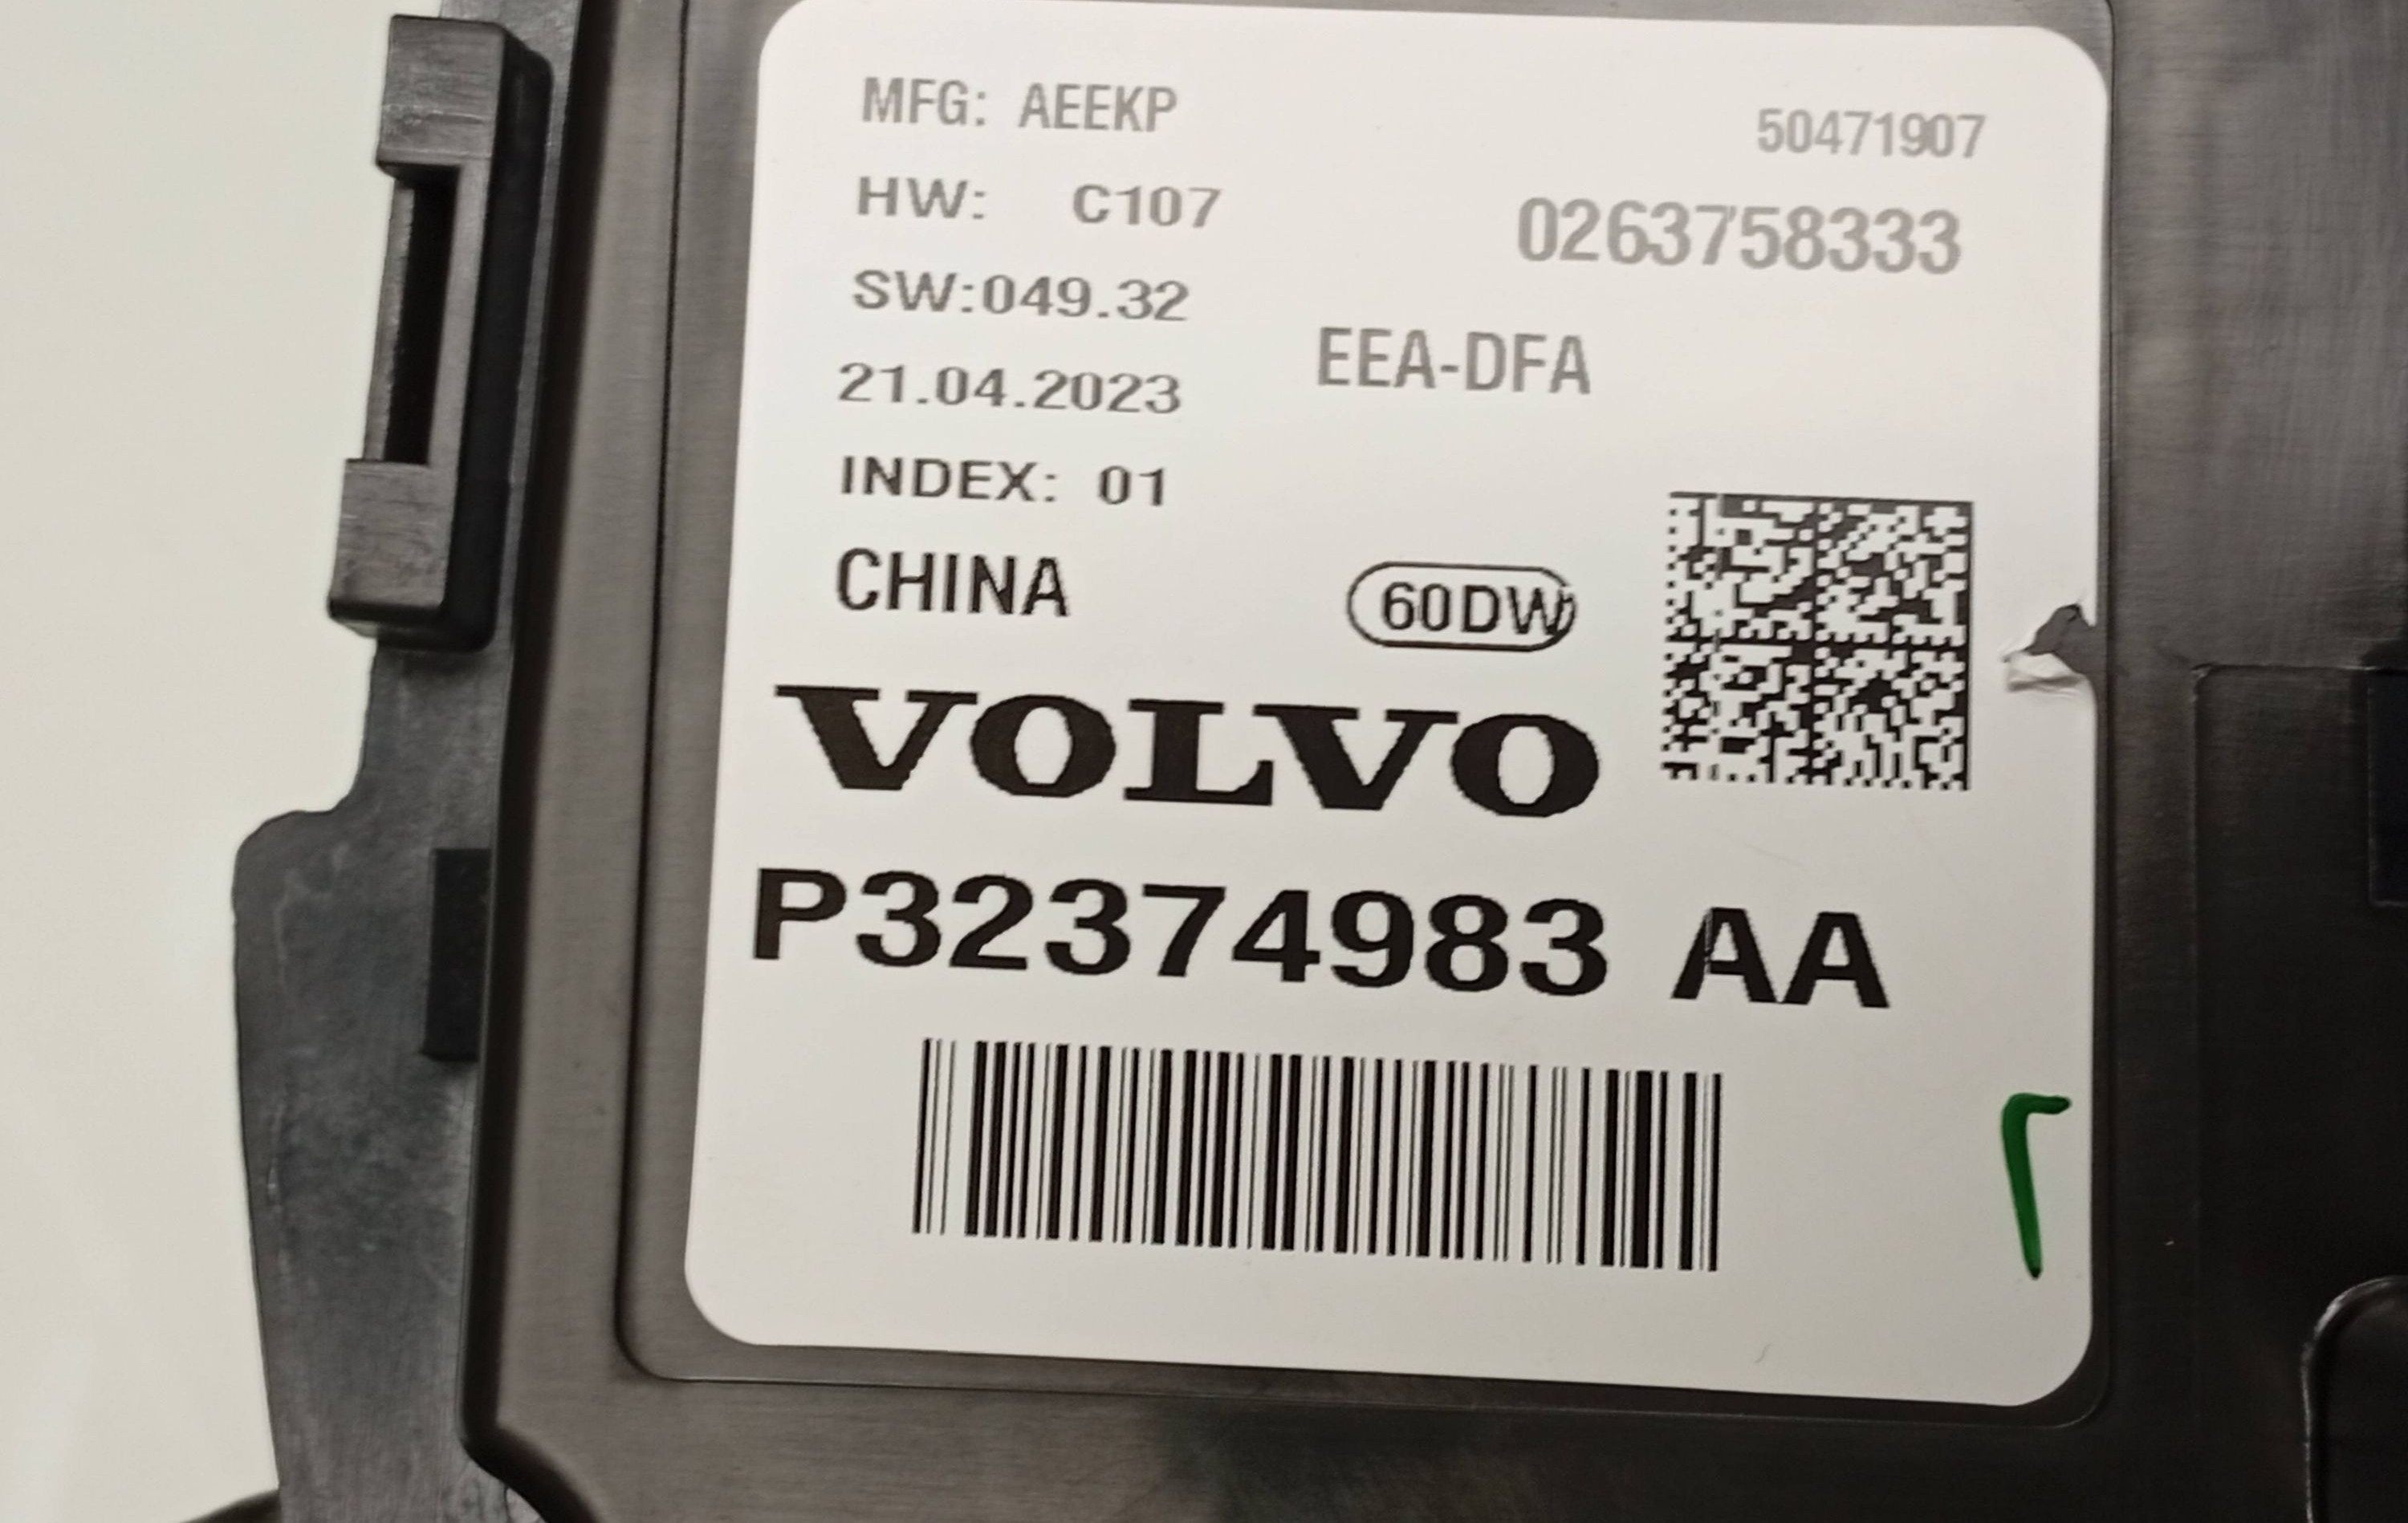 MFG: AEEKP
50471907
HW: C107
0263758333
SW:049.32
EEA-DFA
21.04.2023
INDEX: 01
CHINA
60DW
VOLVO
P32374983 AA